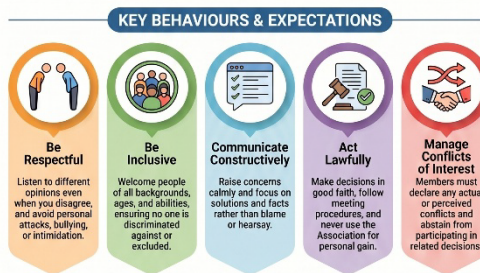 KEY BEHAVIOURS & EXPECTATIONS
Be
Respectful
Listen to different
opinions even
when you disagree,
and avoid personal
attacks, bullying,
or intimidation.
Be
Inclusive
Welcome people
of all backgrounds,
ages, and abilities,
ensuring no one is
discriminated
against or
excluded.
Communicate
Constructively
Raise concerns
calmly and focus on
solutions and facts
rather than blame
or hearsay.
Act
Lawfully
Make decisions in
good faith, follow
meeting
procedures, and
never use the
Association for
personal gain.
Manage
Conflicts
of Interest
Members must
declare any actual
or perceived
conflicts and
abstain from
participating in
related decisions